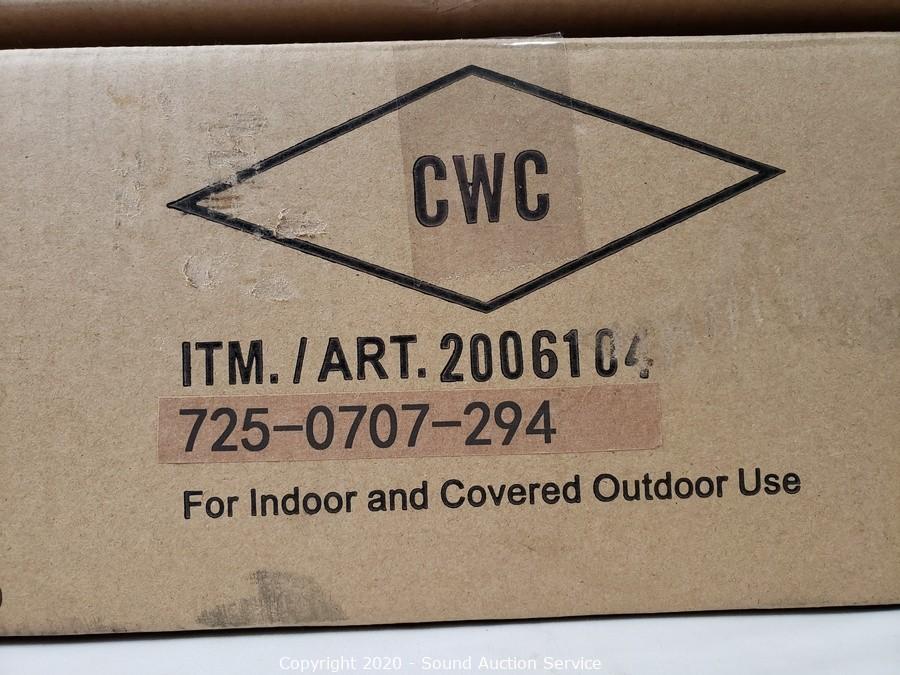 CWC
ITM. / ART. 2006104
725-0707-294
For Indoor and Covered Outdoor Use
Copyright 2020 - Sound Auction Service